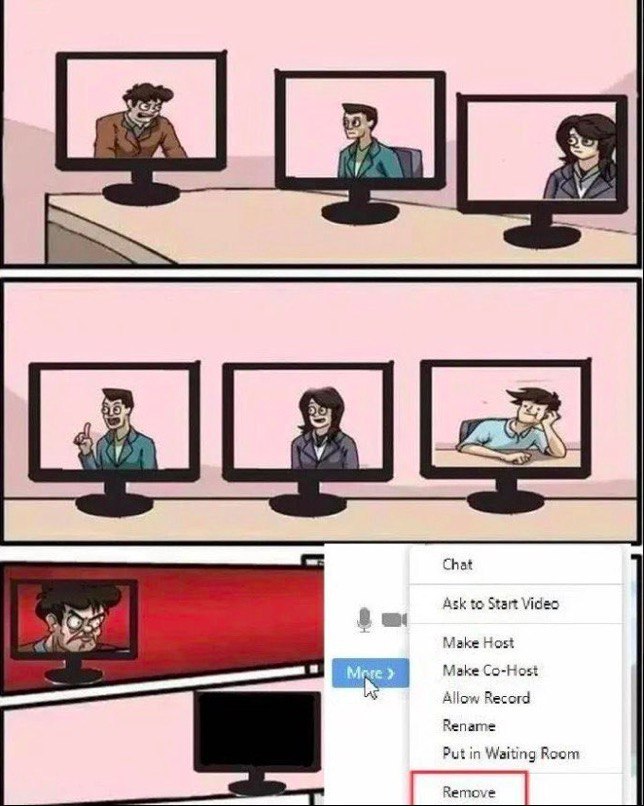 Chat
Ask to Start Video
Make Host
More >
Make Co-Host
Allow Record
Rename
Put in Waiting Room
Remove